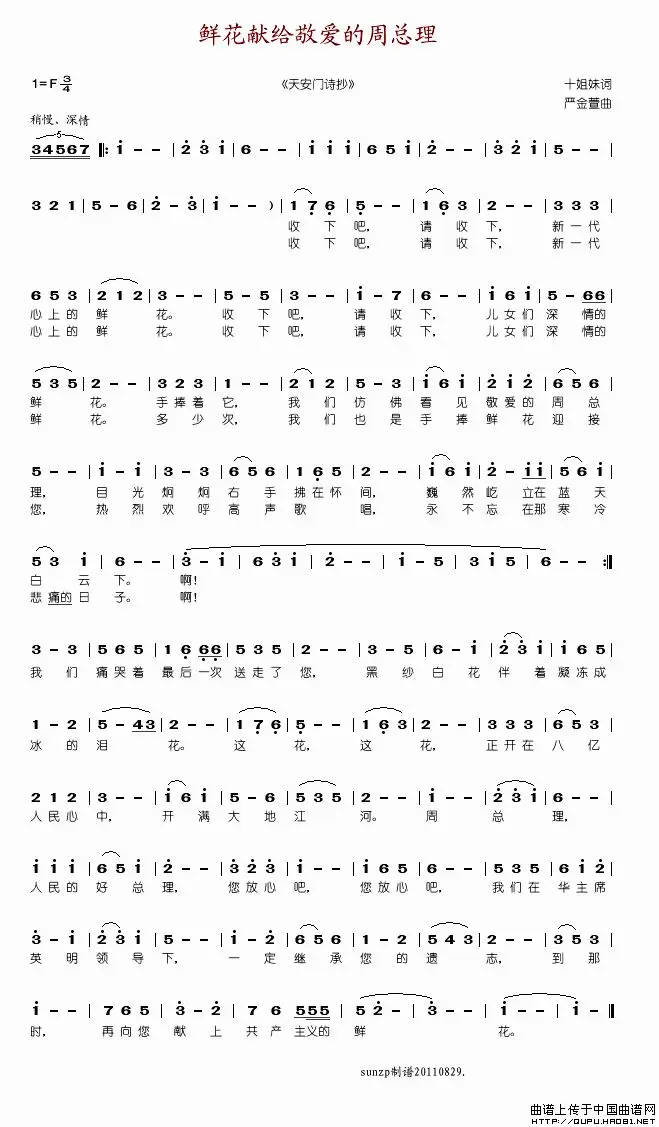 鲜花献给敬爱的周总理
1=F 3/4 《天安门诗抄》 十姐妹词
严金萱曲
稍慢、深情
5
34567 |: i - - | 2 3 i | 6 - - | i i i | 6 5 i | 2 - - | 3 2 i | 5 - - |
3 2 1 | 5 - 6 | 2 - 3 | i - - ) | 1 7 6 | 5 - - | 1 6 3 | 2 - - | 3 3 3 |
收下吧, 请收下, 新一代
收下吧, 请收下, 新一代
6 5 3 | 2 1 2 | 3 - - | 5 - 5 | 3 - - | i - 7 | 6 - - | i 6 i | 5 - 66 |
心上的鲜花。收下吧, 请收下, 儿女们深情的
心上的鲜花。收下吧, 请收下, 儿女们深情的
5 3 5 | 2 - - | 3 2 3 | 1 - - | 2 1 2 | 5 - 3 | i 6 i | 2 i 2 | 6 5 6 |
鲜花。手捧着它, 我们仿佛看见敬爱的周总
鲜花。多少次, 我们也是手捧鲜花迎接
5 - - | i - i | 3 - 3 | 6 5 6 | 1 6 5 | 2 - - | i 6 i | 2 - i i | 5 6 i |
理, 目光炯炯右手拂在怀间, 巍然屹立在蓝天
您, 热烈欢呼高声歌唱, 永不忘在那寒冷
5 3 i | 6 - - | 3 - i | 6 3 i | 2 - - | i - 5 | 3 i 5 | 6 - - :|
白云下。啊!
悲痛的日子。啊!
3 - 3 | 5 6 5 | 1 6 66 | 5 3 5 | 2 - - | 3 - 5 | 6 - i | 2 3 i | i 6 5 |
我们痛哭着最后一次送走了您, 黑纱白花伴着凝冻成
1 - 2 | 5 - 43 | 2 - - | 1 7 6 | 5 - - | 1 6 3 | 2 - - | 3 3 3 | 6 5 3 |
冰的泪花。这花, 这花, 正开在八亿
2 1 2 | 3 - - | i 6 i | 5 - 6 | 5 3 5 | 2 - - | i - - | 2 3 i | 6 - - |
人民心中, 开满大地江河。周总理,
i i i | 6 5 i | 2 - - | 3 2 3 | i - - | i 6 5 | 6 - - | 5 3 5 | 6 i 2 |
人民的好总理, 您放心吧, 您放心吧, 我们在华主席
3 - i | 2 3 i | 5 - - | i - 2 | 6 5 6 | 1 - 2 | 5 4 3 | 2 - - | 3 5 3 |
英明领导下, 一定继承您的遗志, 到那
i - - | 7 6 5 | 3 - 2 | 7 6 555 | 5 2 - | 3 - - | i - - | i - ||
时, 再向您献上共产主义的鲜花。
sunzp制谱20110829.
曲谱上传于中国曲谱网
HTTP://QUPU.HAO81.NET